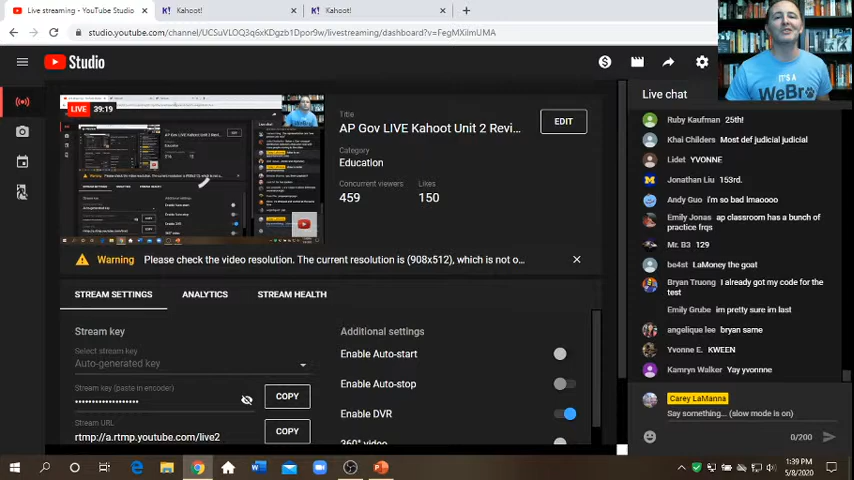 Live streaming - YouTube Studio
Kahoot!
Kahoot!
studio.youtube.com/channel/UCSuVLOQ3q6xKDgzb1Dpor9w/livestreaming/dashboard?v=FegMXilmUMA
Studio
IT'S A
WeBro
LIVE 39:19
Title
AP Gov LIVE Kahoot Unit 2 Revi...
EDIT
Category
Education
Concurrent viewers
Likes
459
150
Warning Please check the video resolution. The current resolution is (908x512), which is not o...
STREAM SETTINGS
ANALYTICS
STREAM HEALTH
Stream key
Select stream key
Auto-generated key
Stream key (paste in encoder)
••••••••••••••••••
COPY
Stream URL
rtmp://a.rtmp.youtube.com/live2
COPY
Additional settings
Enable Auto-start
Enable Auto-stop
Enable DVR
360° video
Live chat
Ruby Kaufman 25th!
Khai Childers Most def judicial judicial
Lidet YVONNE
Jonathan Liu 153rd.
Andy Guo i'm so bad lmaoooo
Emily Jonas ap classroom has a bunch of
practice frqs
Mr. B3 129
be4st LaMoney the goat
Bryan Truong I already got my code for the
test
Emily Grube im pretty sure im last
angelique lee bryan same
Yvonne E. KWEEN
Kamryn Walker Yay yvonnne
Carey LaManna
Say something... (slow mode is on)
0/200
1:39 PM
5/8/2020